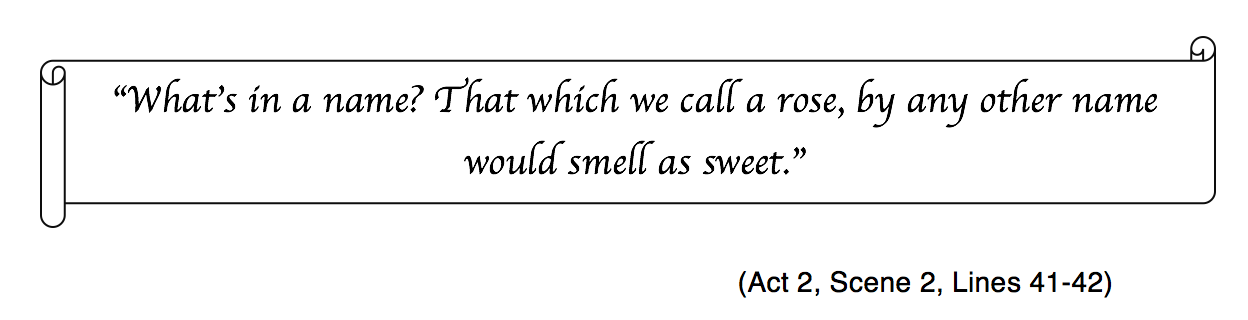 “What’s in a name? That which we call a rose, by any other name
would smell as sweet.”
(Act 2, Scene 2, Lines 41-42)